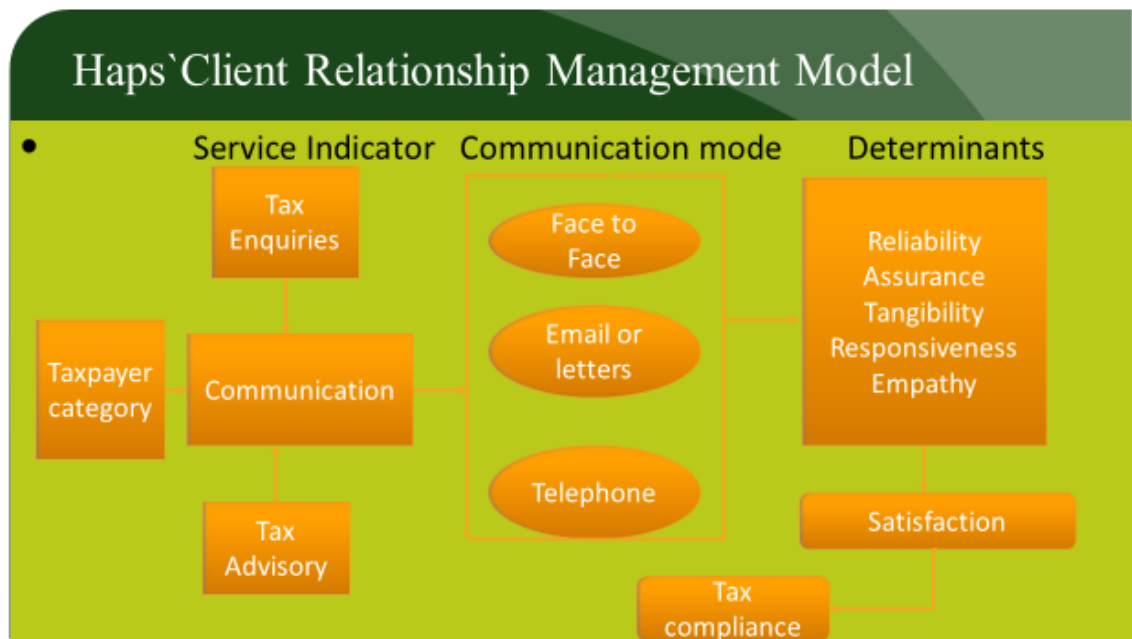 Haps`Client Relationship Management Model
• Service Indicator Communication mode Determinants
Tax
Enquiries
Taxpayer
category
Communication
Tax
Advisory
Face to
Face
Email or
letters
Telephone
Reliability
Assurance
Tangibility
Responsiveness
Empathy
Satisfaction
Tax
compliance